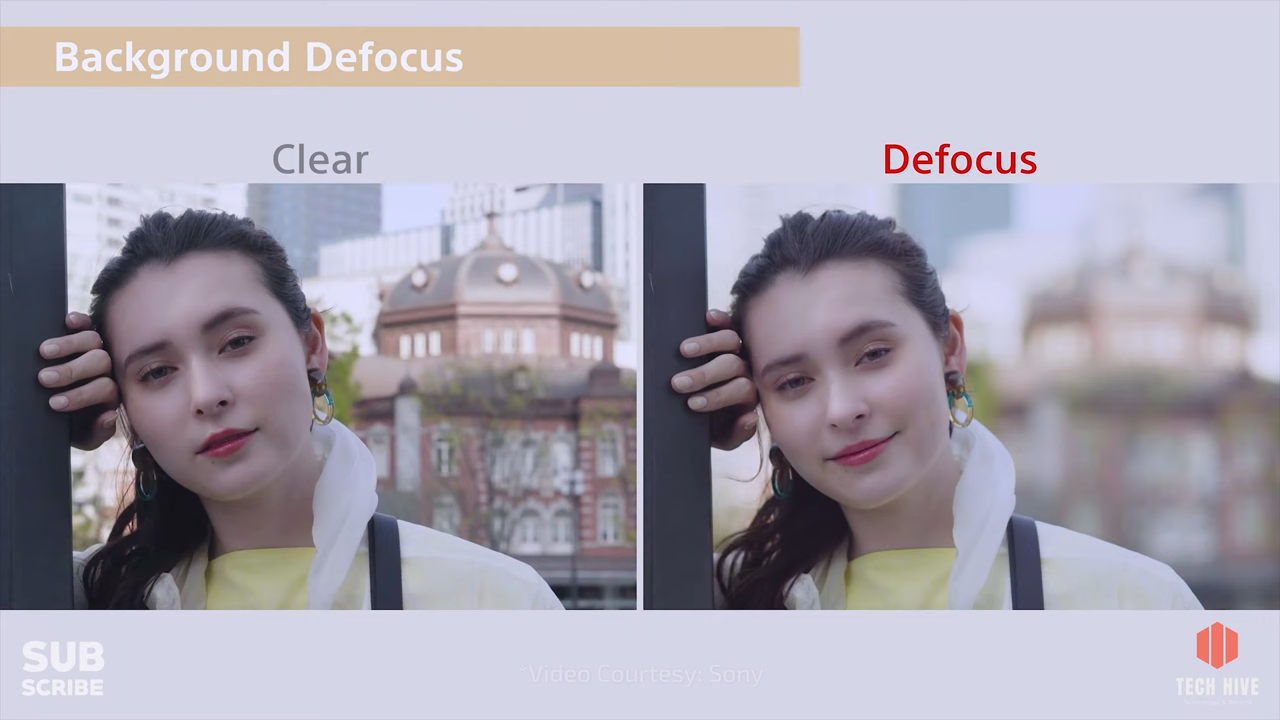 Background Defocus
Clear
Defocus
SUB
SCRIBE
*Video Courtesy: Sony
TECH HIVE